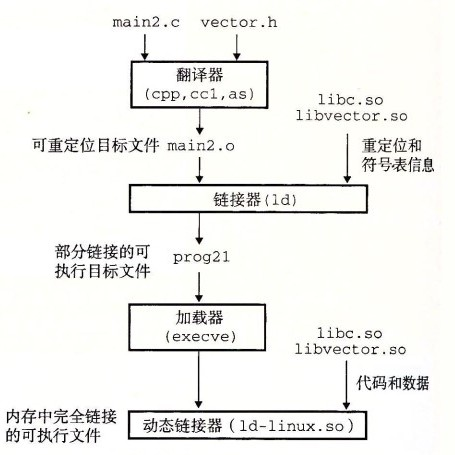 main2.c vector.h
翻译器
(cpp,cc1,as)
libc.so
libvector.so
可重定位目标文件 main2.o
重定位和
符号表信息
链接器(ld)
部分链接的可
执行目标文件
prog21
加载器
(execve)
libc.so
libvector.so
代码和数据
内存中完全链接
的可执行文件
动态链接器(ld-linux.so)